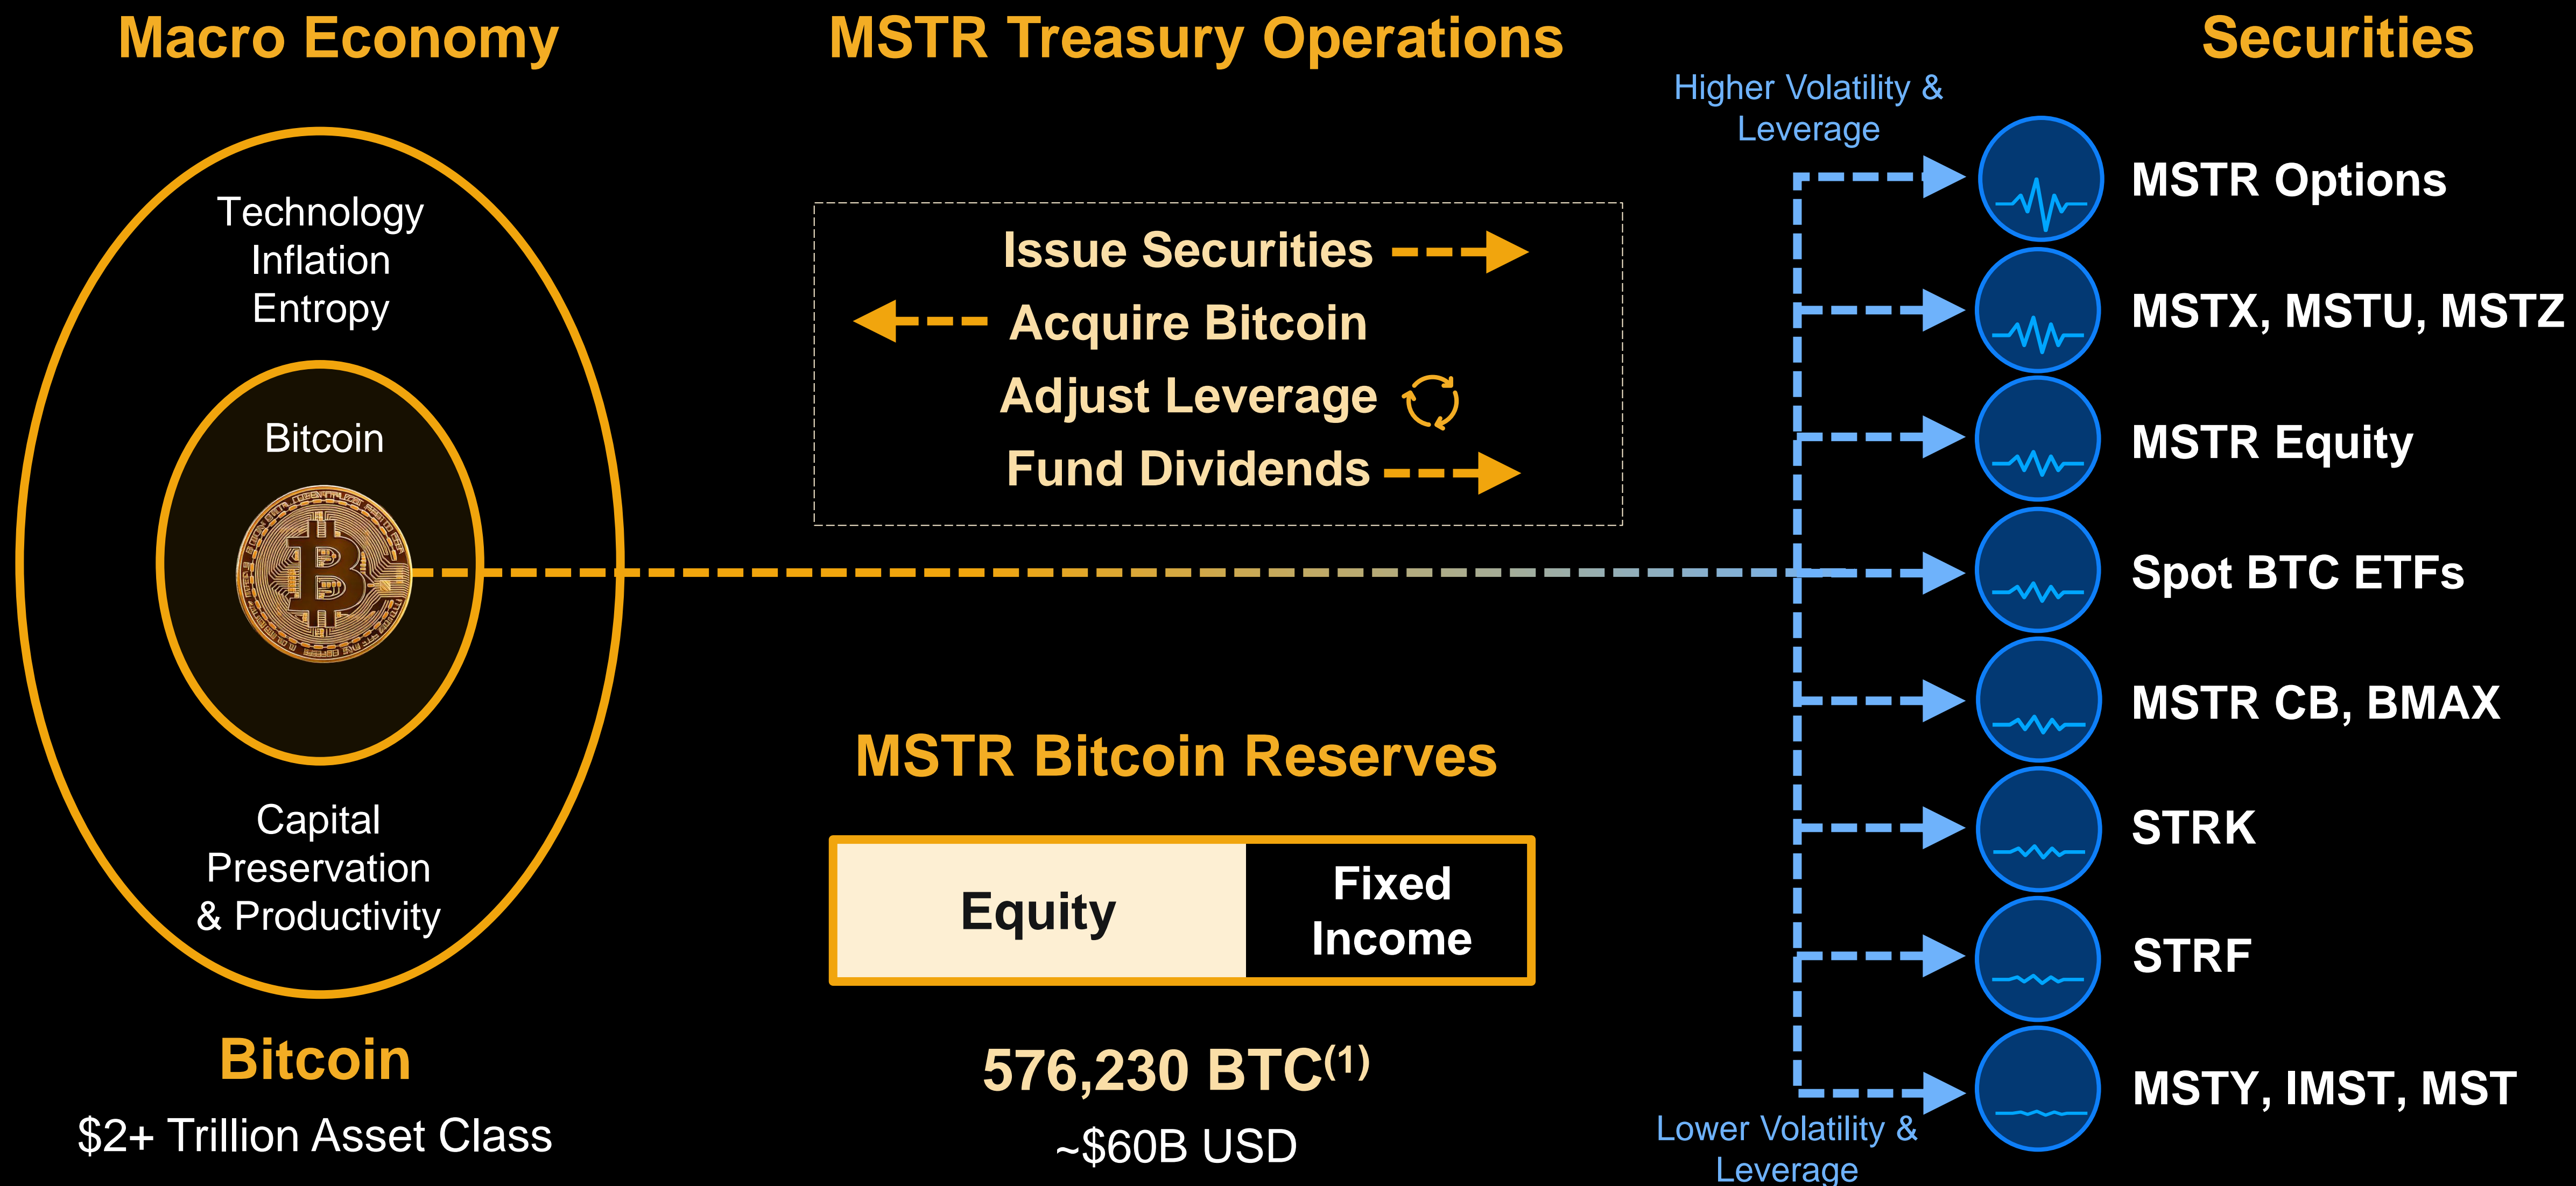 Macro Economy
Technology
Inflation
Entropy
Bitcoin
Capital
Preservation
& Productivity
Bitcoin
$2+ Trillion Asset Class
MSTR Treasury Operations
Issue Securities
Acquire Bitcoin
Adjust Leverage
Fund Dividends
MSTR Bitcoin Reserves
Equity
Fixed
Income
576,230 BTC(1)
~$60B USD
Securities
Higher Volatility &
Leverage
MSTR Options
MSTX, MSTU, MSTZ
MSTR Equity
Spot BTC ETFs
MSTR CB, BMAX
STRK
STRF
MSTY, IMST, MST
Lower Volatility &
Leverage